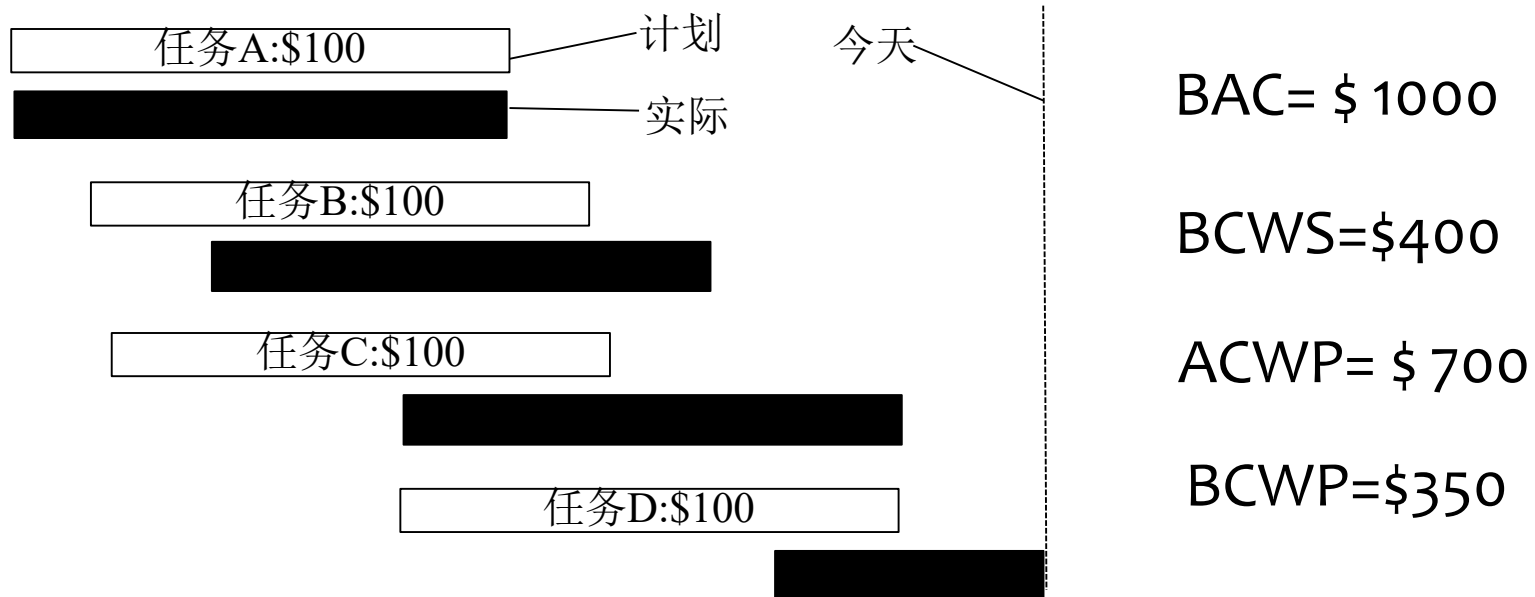 任务A:$100
计划
今天
实际
任务B:$100
任务C:$100
任务D:$100
BAC= $ 1000
BCWS=$400
ACWP= $ 700
BCWP=$350